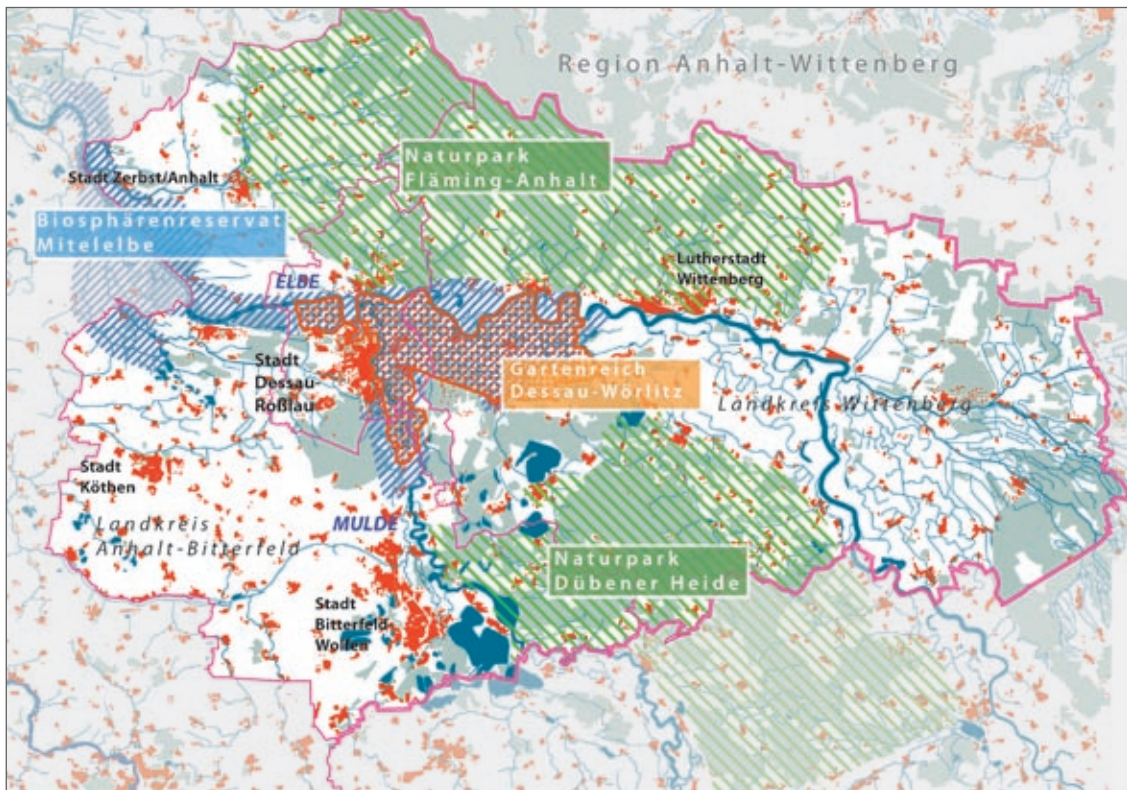 Region Anhalt-Wittenberg
Naturpark
Fläming-Anhalt
Stadt Zerbst/Anhalt
Biosphärenreservat
Mitelelbe
Lutherstadt
Wittenberg
ELBE
Stadt
Dessau-
Roßlau
Gartenreich
Dessau-Wörlitz
Landkreis Wittenberg
Stadt
Köthen
Landkreis
Anhalt-Bitterfeld
MULDE
Naturpark
Dübener Heide
Stadt
Bitterfeld-
Wolfen